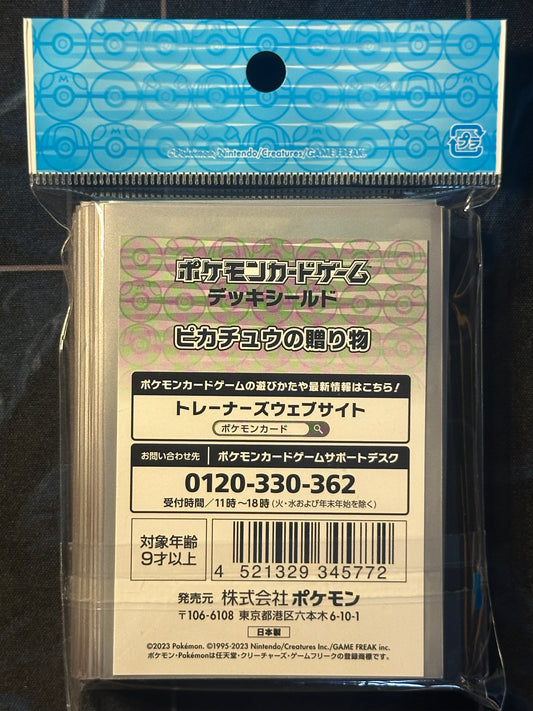 ©Pokémon/Nintendo/Creatures/GAME FREAK
プラ
ポケモンカードゲーム
デッキシールド
ピカチュウの贈り物
ポケモンカードゲームの遊びかたや最新情報はこちら!
トレーナーズウェブサイト
ポケモンカード
お問い合わせ先 ポケモンカードゲームサポートデスク
0120-330-362
受付時間/11時~18時(火・水および年末年始を除く)
対象年齢
9才以上
4 521329 345772
発売元 株式会社ポケモン
〒106-6108 東京都港区六本木6-10-1
日本製
©2023 Pokémon. ©1995-2023 Nintendo/Creatures Inc./GAME FREAK inc.
ポケモン・Pokémonは任天堂・クリーチャーズ・ゲームフリークの登録商標です。